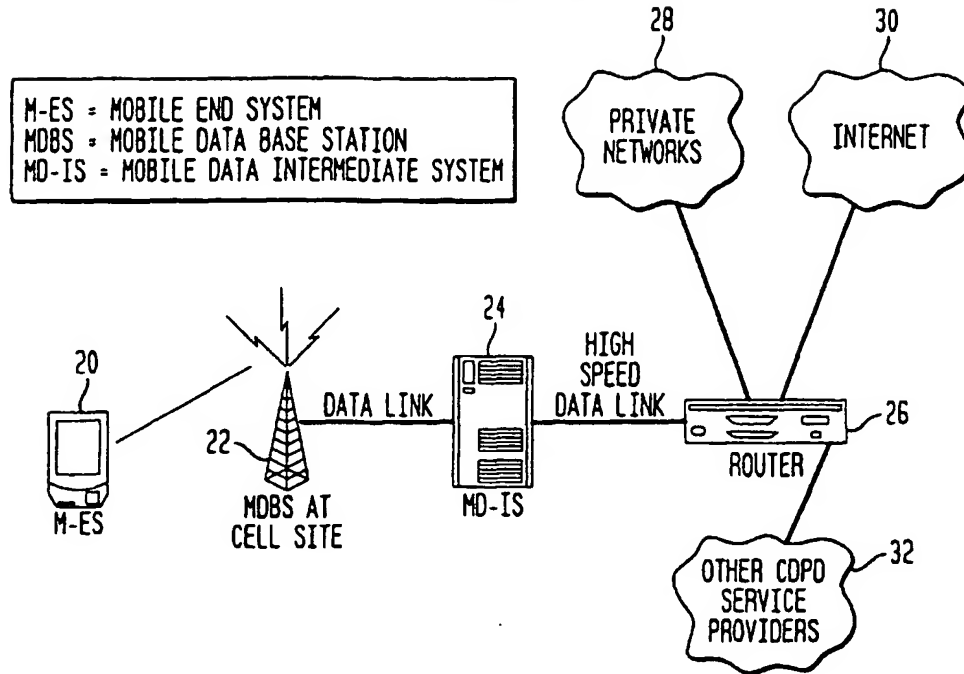 28
30
M-ES = MOBILE END SYSTEM
MDBS = MOBILE DATA BASE STATION
MD-IS = MOBILE DATA INTERMEDIATE SYSTEM
PRIVATE
NETWORKS
INTERNET
20
24
HIGH
SPEED
DATA LINK
DATA LINK
22
26
M-ES
MDBS AT
CELL SITE
MD-IS
ROUTER
OTHER CDPD
SERVICE
PROVIDERS
32